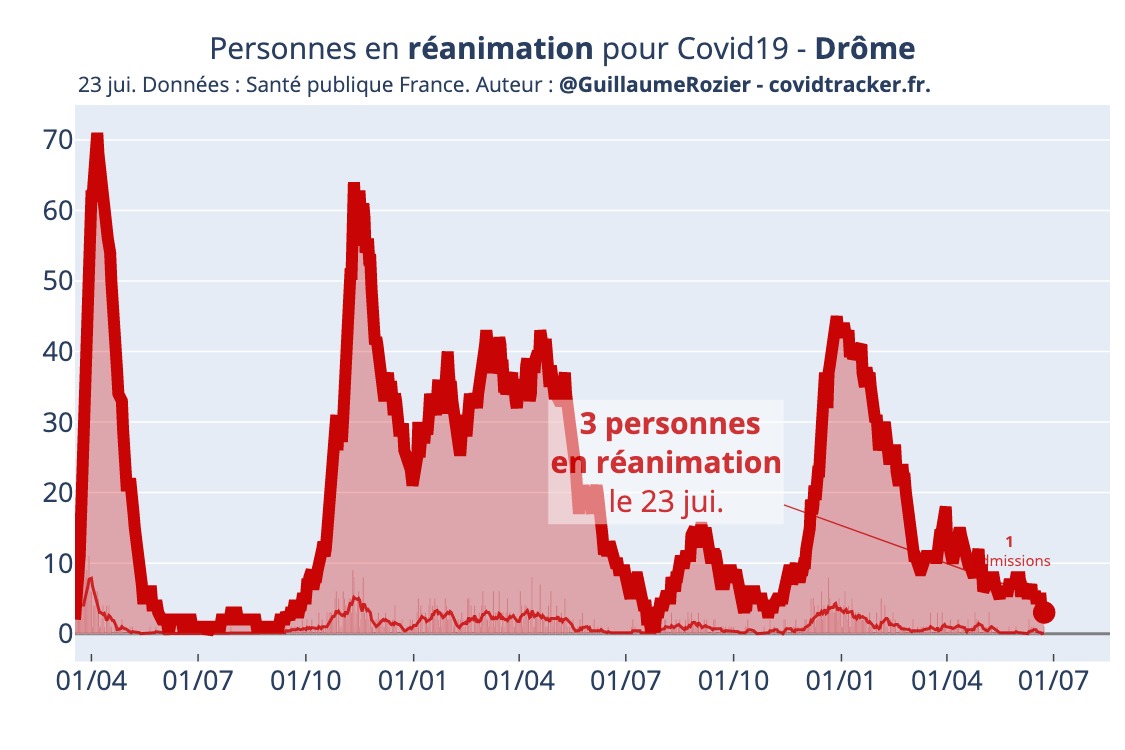 Personnes en réanimation pour Covid19 - Drôme
23 jui. Données : Santé publique France. Auteur : @GuillaumeRozier - covidtracker.fr.
70
60
50
40
30
20
10
0
3 personnes
en réanimation
le 23 jui.
1
dmissions
01/04 01/07 01/10 01/01 01/04 01/07 01/10 01/01 01/04 01/07